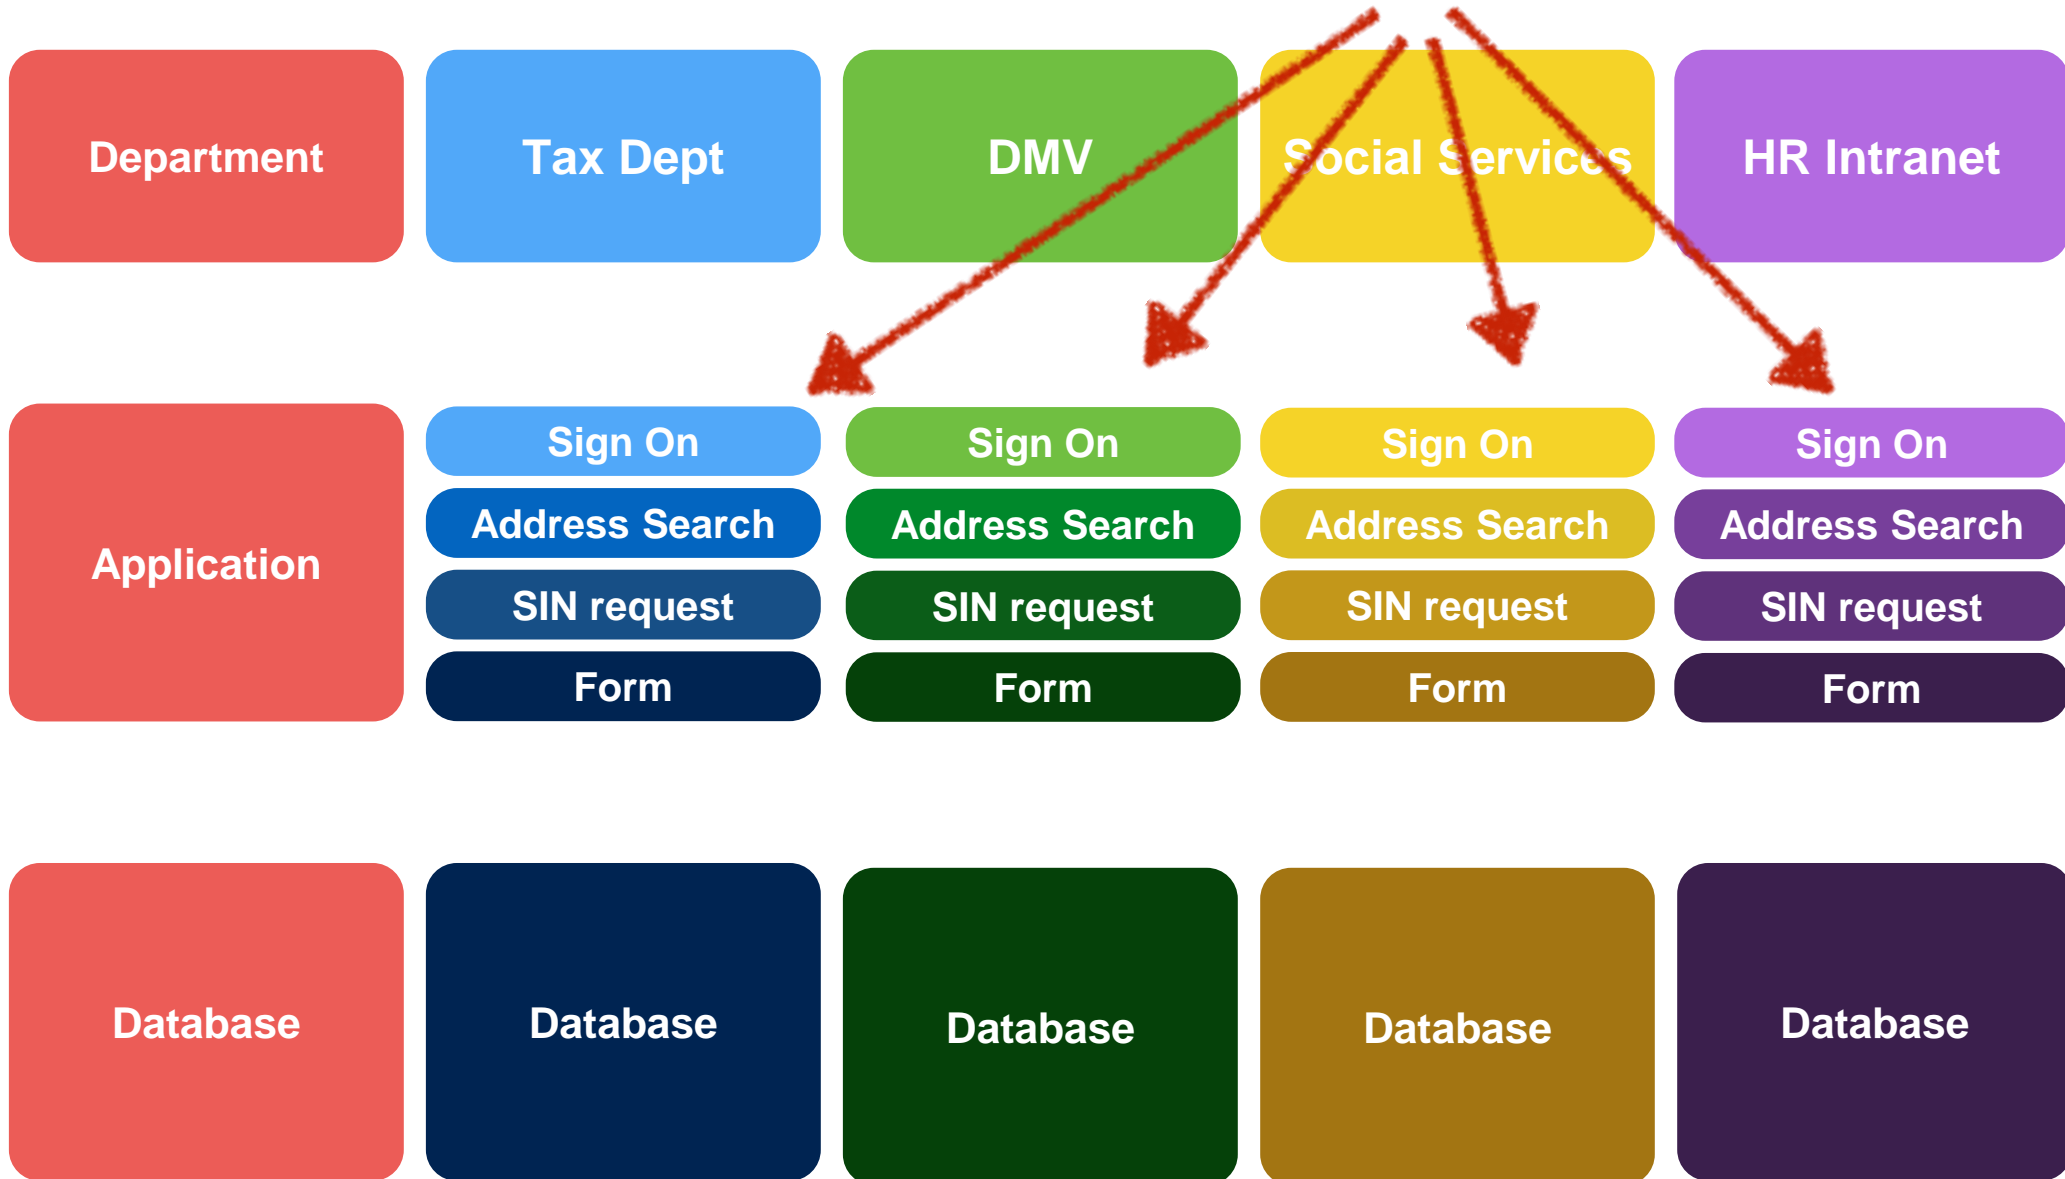 Department
Tax Dept
DMV
Social Services
HR Intranet
Application
Sign On
Sign On
Sign On
Sign On
Address Search
Address Search
Address Search
Address Search
SIN request
SIN request
SIN request
SIN request
Form
Form
Form
Form
Database
Database
Database
Database
Database